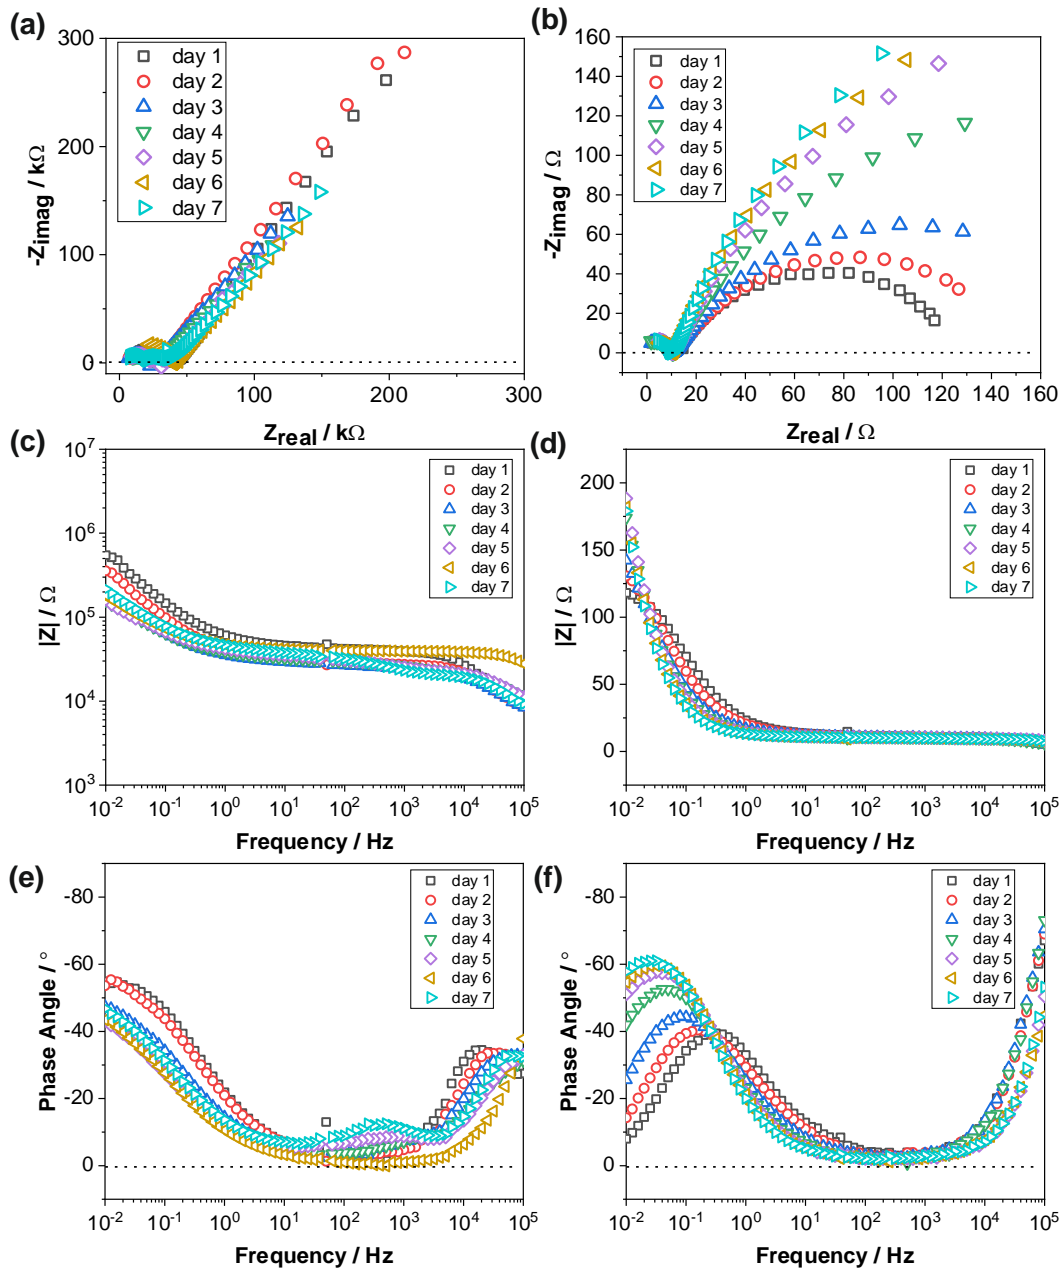 (a)
300
200
100
0
-Zimag / kΩ
day 1
day 2
day 3
day 4
day 5
day 6
day 7
0
100
200
300
Zreal / kΩ
(b)
160
140
120
100
80
60
40
20
0
-Zimag / Ω
day 1
day 2
day 3
day 4
day 5
day 6
day 7
0 20 40 60 80 100 120 140 160
Zreal / Ω
(c)
10^7
10^6
10^5
10^4
10^3
|Z| / Ω
day 1
day 2
day 3
day 4
day 5
day 6
day 7
10^-2 10^-1 10^0 10^1 10^2 10^3 10^4 10^5
Frequency / Hz
(d)
200
150
100
50
0
|Z| / Ω
day 1
day 2
day 3
day 4
day 5
day 6
day 7
10^-2 10^-1 10^0 10^1 10^2 10^3 10^4 10^5
Frequency / Hz
(e)
-80
-60
-40
-20
0
Phase Angle / °
day 1
day 2
day 3
day 4
day 5
day 6
day 7
10^-2 10^-1 10^0 10^1 10^2 10^3 10^4 10^5
Frequency / Hz
(f)
-80
-60
-40
-20
0
Phase Angle / °
day 1
day 2
day 3
day 4
day 5
day 6
day 7
10^-2 10^-1 10^0 10^1 10^2 10^3 10^4 10^5
Frequency / Hz